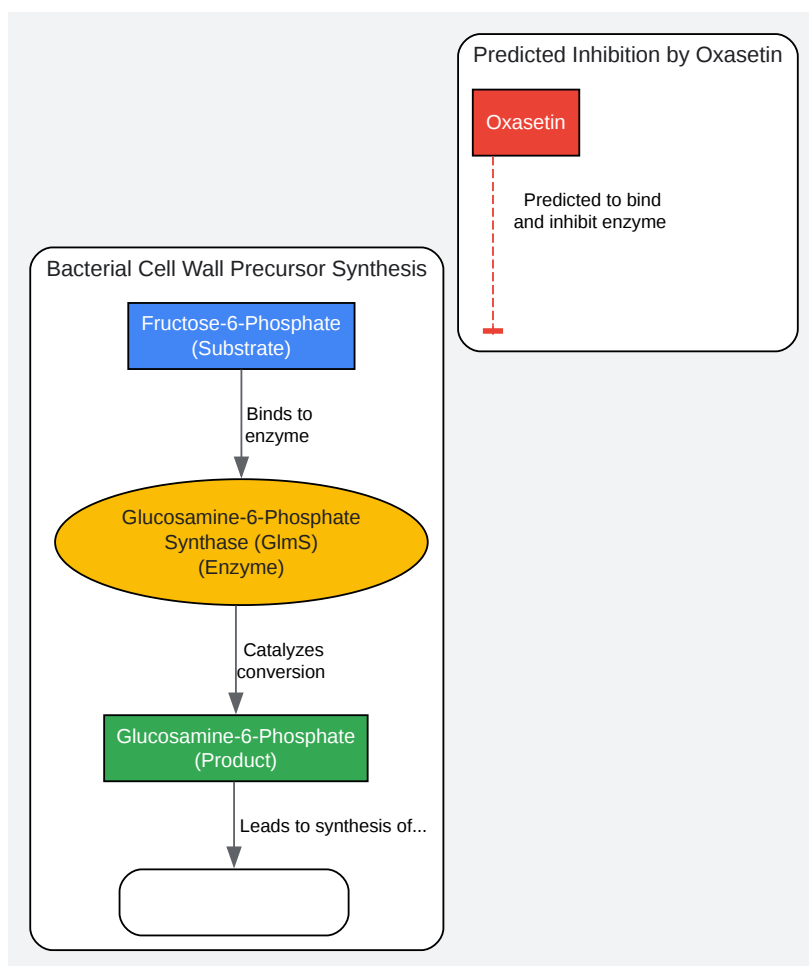 Predicted Inhibition by Oxasetin
Oxasetin
Predicted to bind
and inhibit enzyme
Bacterial Cell Wall Precursor Synthesis
Fructose-6-Phosphate
(Substrate)
Binds to
enzyme
Glucosamine-6-Phosphate
Synthase (GlmS)
(Enzyme)
Catalyzes
conversion
Glucosamine-6-Phosphate
(Product)
Leads to synthesis of...